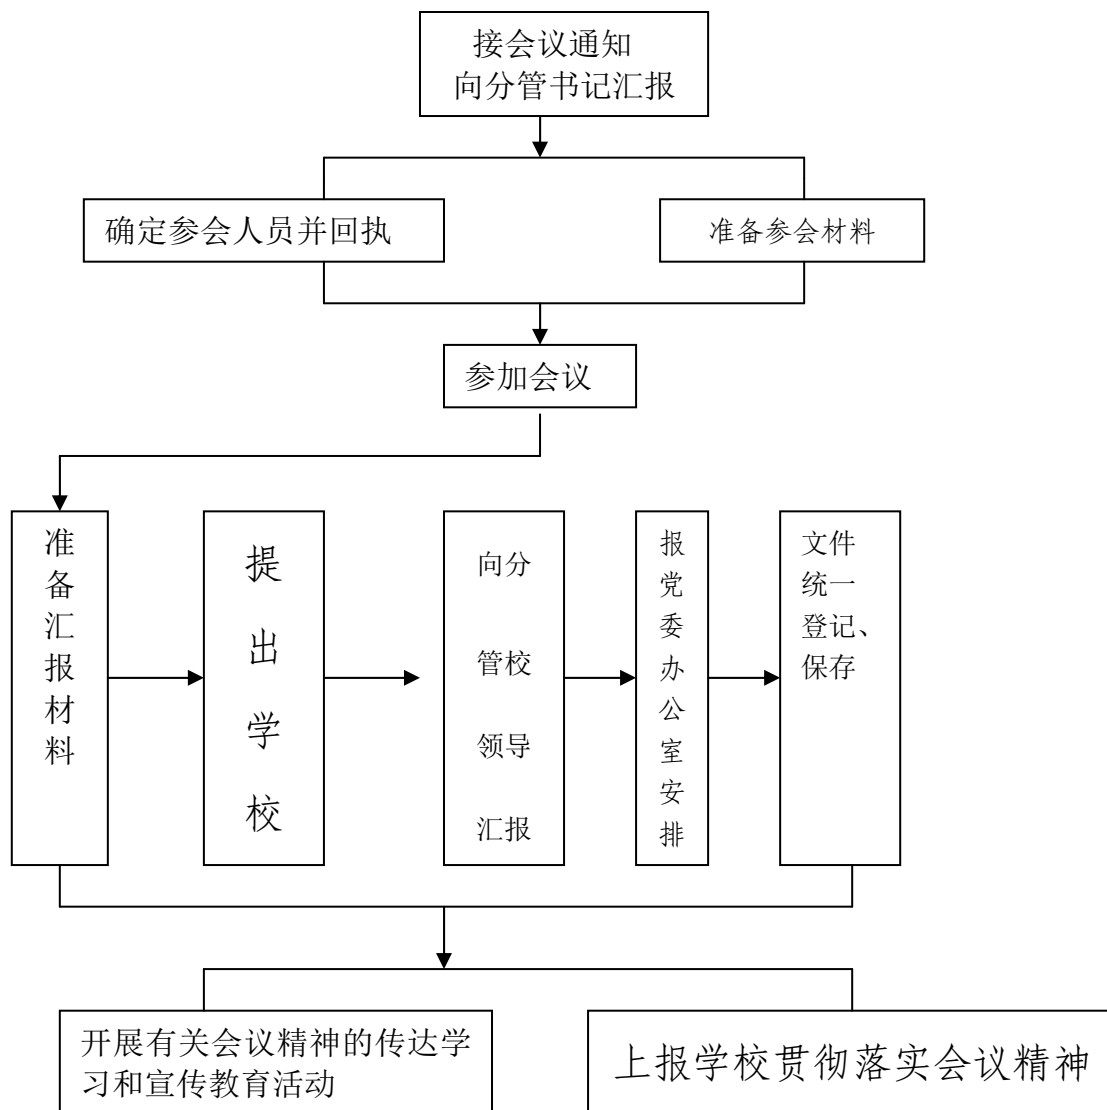 接会议通知
向分管书记汇报
确定参会人员并回执
准备参会材料
参加会议
准备汇报材料
提出学校
向分
管校
领导
汇报
报党委办公室安排
文件
统一
登记、
保存
开展有关会议精神的传达学
习和宣传教育活动
上报学校贯彻落实会议精神